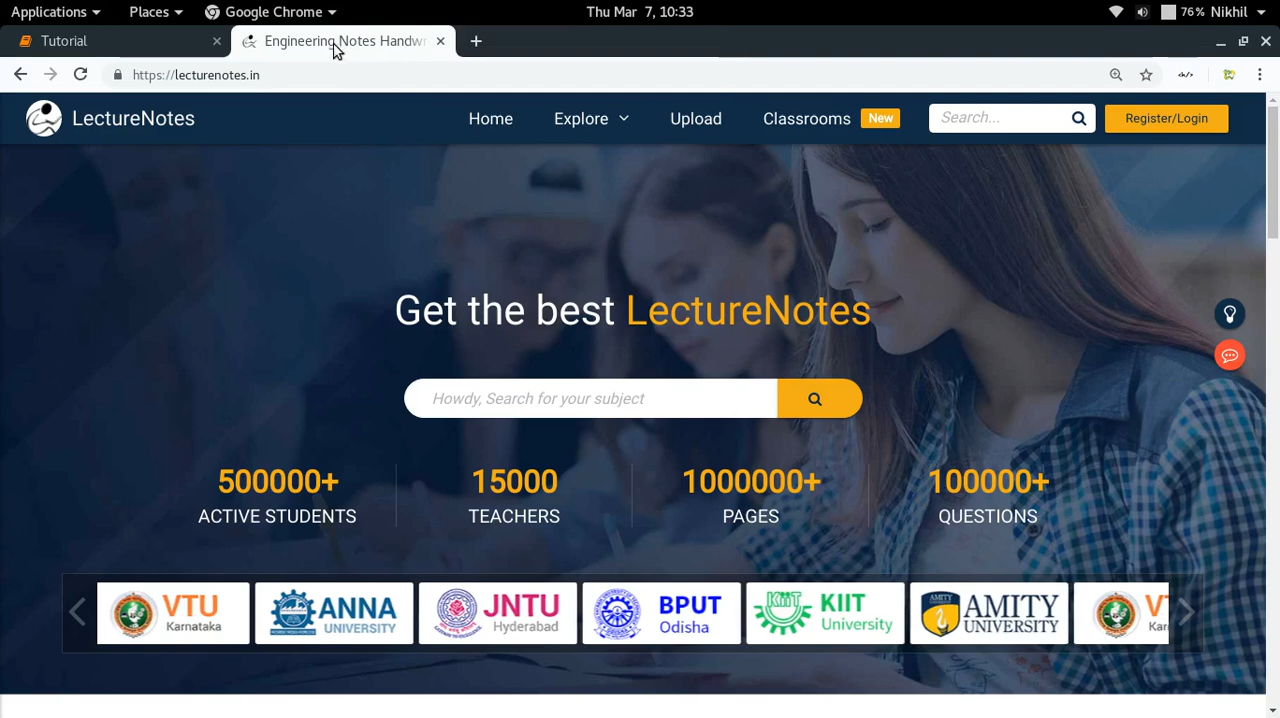 Applications Places Google Chrome Thu Mar 7, 10:33 76% Nikhil
Tutorial Engineering Notes Handwr
https://lecturenotes.in
LectureNotes Home Explore Upload Classrooms New Search... Register/Login
Get the best LectureNotes
Howdy, Search for your subject
500000+ 15000 1000000+ 100000+
ACTIVE STUDENTS TEACHERS PAGES QUESTIONS
VTU ANNA JNTU BPUT KIIT AMITY VT
Karnataka UNIVERSITY Hyderabad Odisha University UNIVERSITY Kar